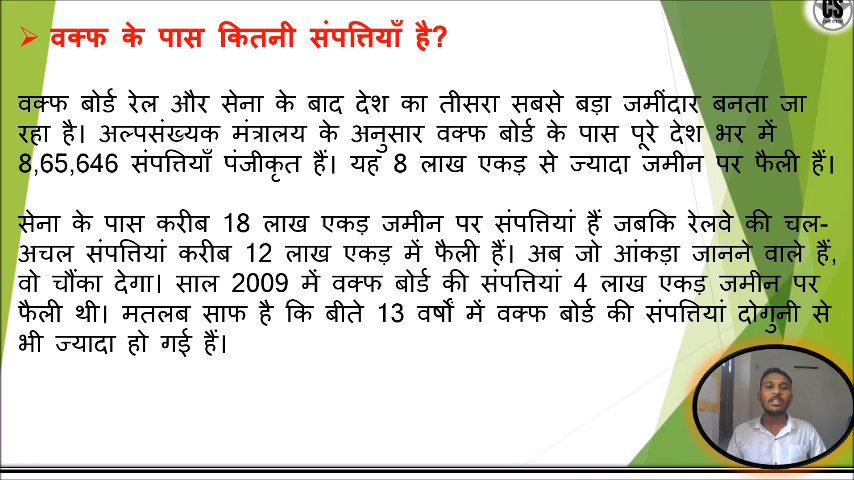 वक्फ के पास कितनी संपत्तियाँ है?
वक्फ बोर्ड रेल और सेना के बाद देश का तीसरा सबसे बड़ा जमींदार बनता जा
रहा है। अल्पसंख्यक मंत्रालय के अनुसार वक्फ बोर्ड के पास पूरे देश भर में
8,65,646 संपत्तियाँ पंजीकृत हैं। यह 8 लाख एकड़ से ज्यादा जमीन पर फैली हैं।
सेना के पास करीब 18 लाख एकड़ जमीन पर संपत्तियां हैं जबकि रेलवे की चल-
अचल संपत्तियां करीब 12 लाख एकड़ में फैली हैं। अब जो आंकड़ा जानने वाले हैं,
वो चौंका देगा। साल 2009 में वक्फ बोर्ड की संपत्तियां 4 लाख एकड़ जमीन पर
फैली थी। मतलब साफ है कि बीते 13 वर्षों में वक्फ बोर्ड की संपत्तियां दोगुनी से
भी ज्यादा हो गई हैं।
CS